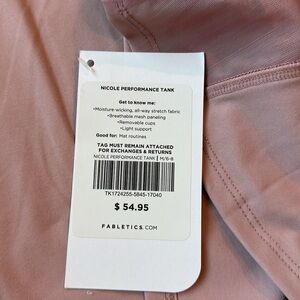 NICOLE PERFORMANCE TANK
Get to know me:
•Moisture-wicking, all-way stretch fabric
•Breathable mesh paneling
•Removable cups
•Light support
Good for: Mat routines
TAG MUST REMAIN ATTACHED
FOR EXCHANGES & RETURNS
NICOLE PERFORMANCE TANK | M/6-8
TK1724255-5845-17040
$ 54.95
FABLETICS.COM